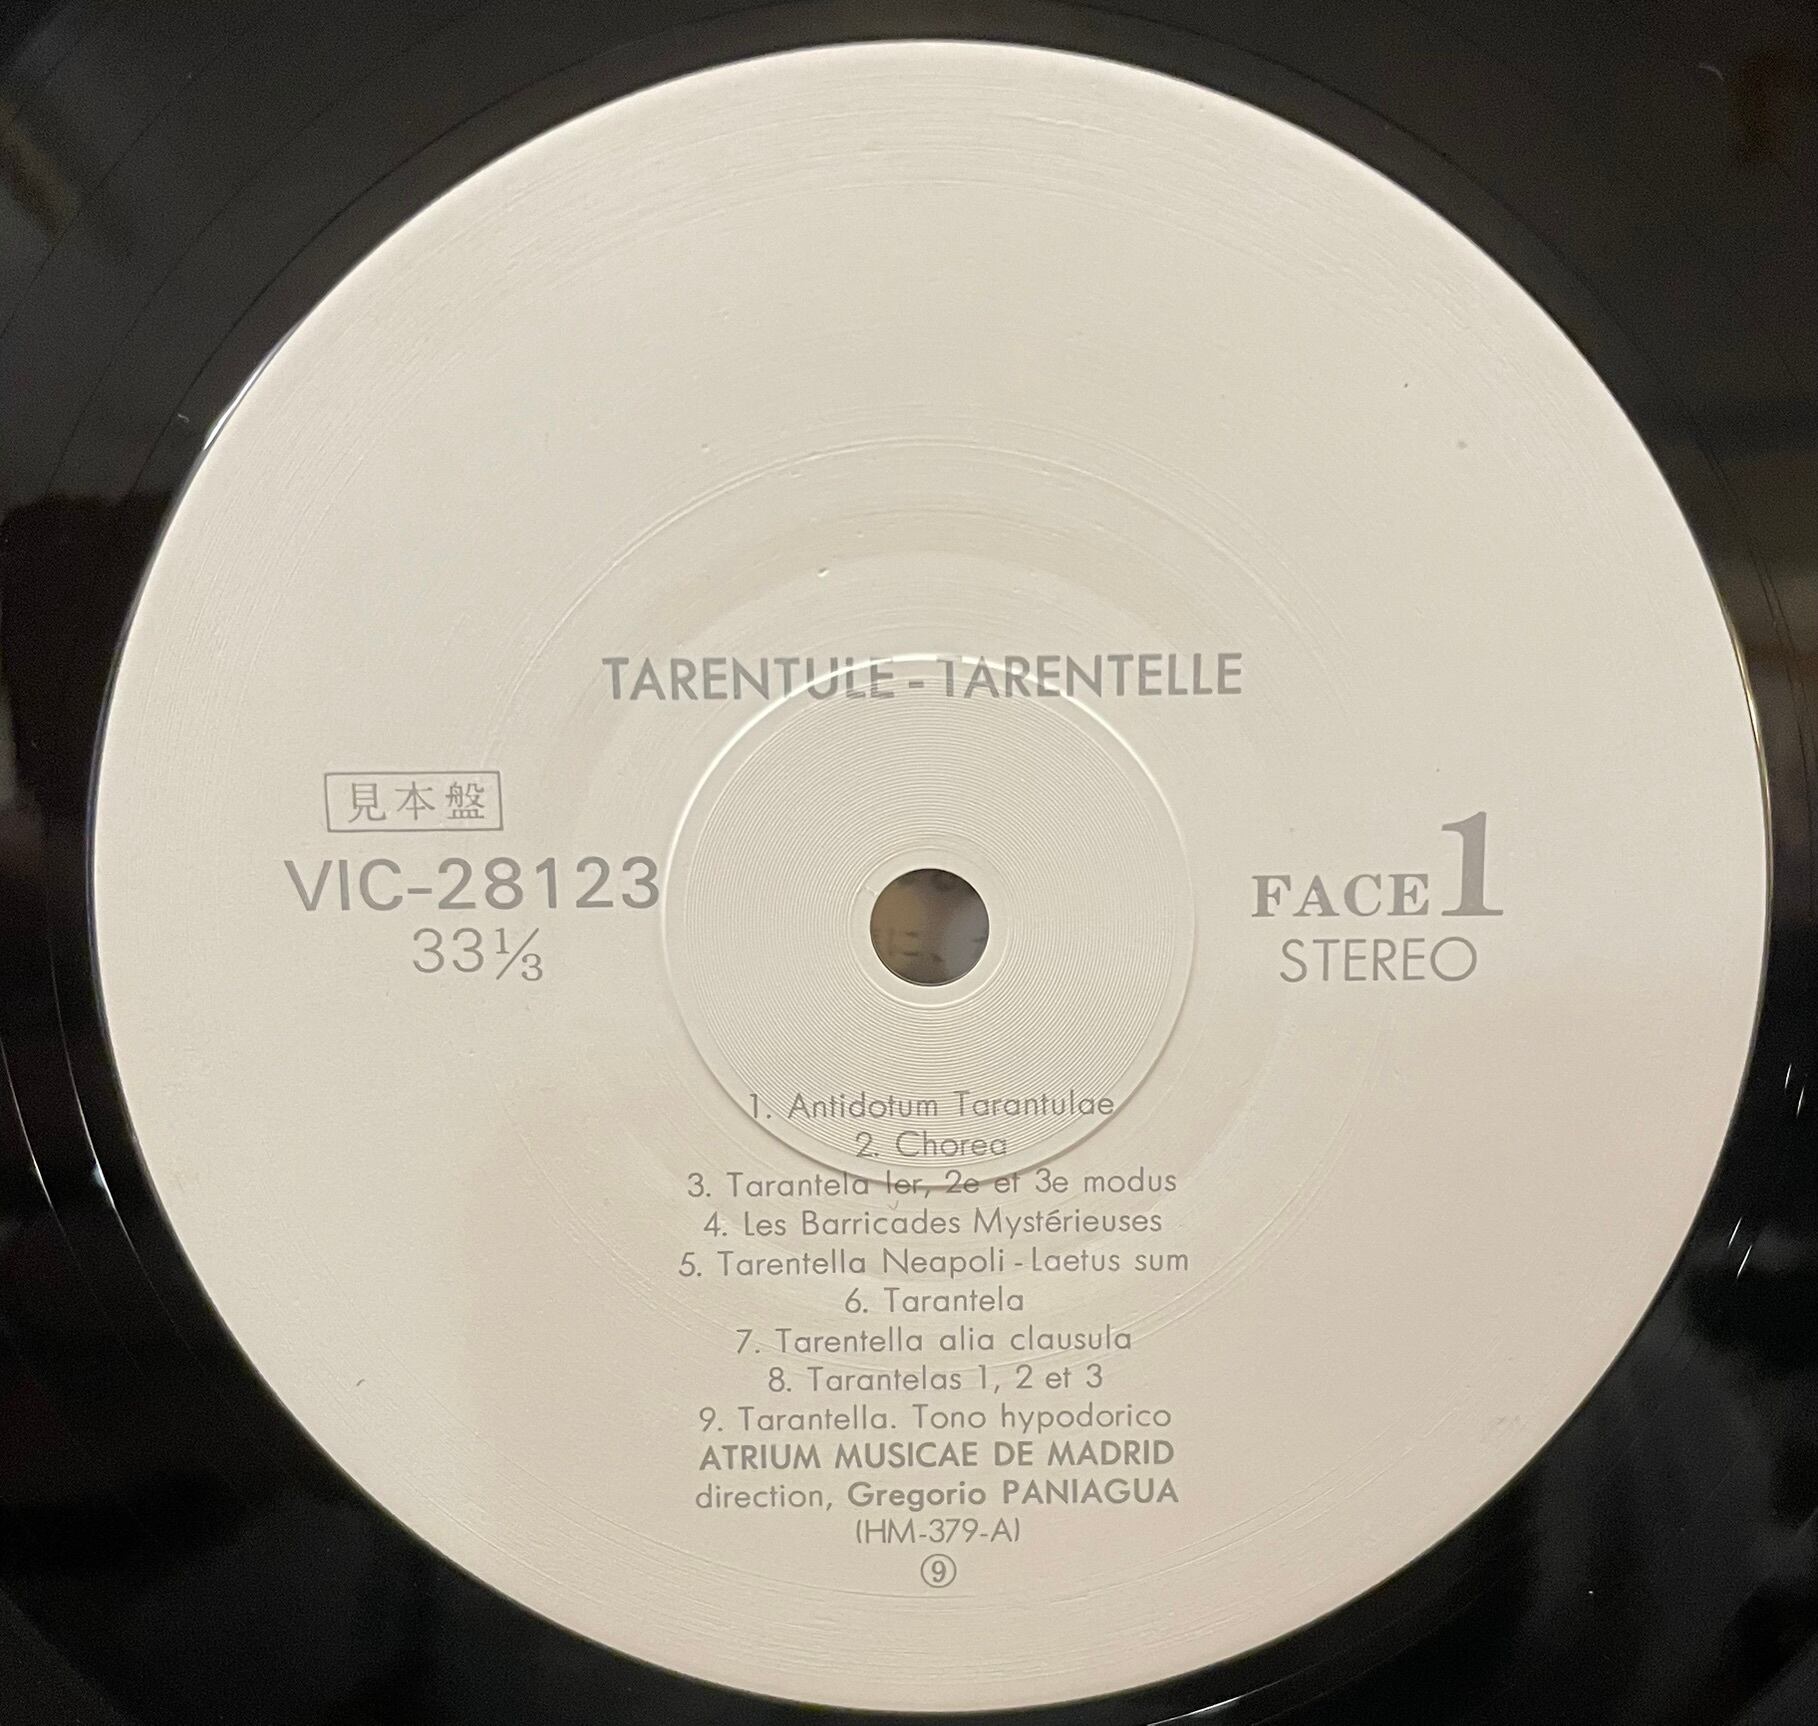 TARENTULE - TARENTELLE
見本盤
VIC-28123
33 1/3
FACE 1
STEREO
1. Antidotum Tarantulae
2. Chorea
3. Tarantela ler, 2e et 3e modus
4. Les Barricades Mystérieuses
5. Tarentella Neapoli - Laetus sum
6. Tarantela
7. Tarentella alia clausula
8. Tarantelas 1, 2 et 3
9. Tarantella. Tono hypodorico
ATRIUM MUSICAE DE MADRID
direction, Gregorio PANIAGUA
(HM-379-A)
⑨